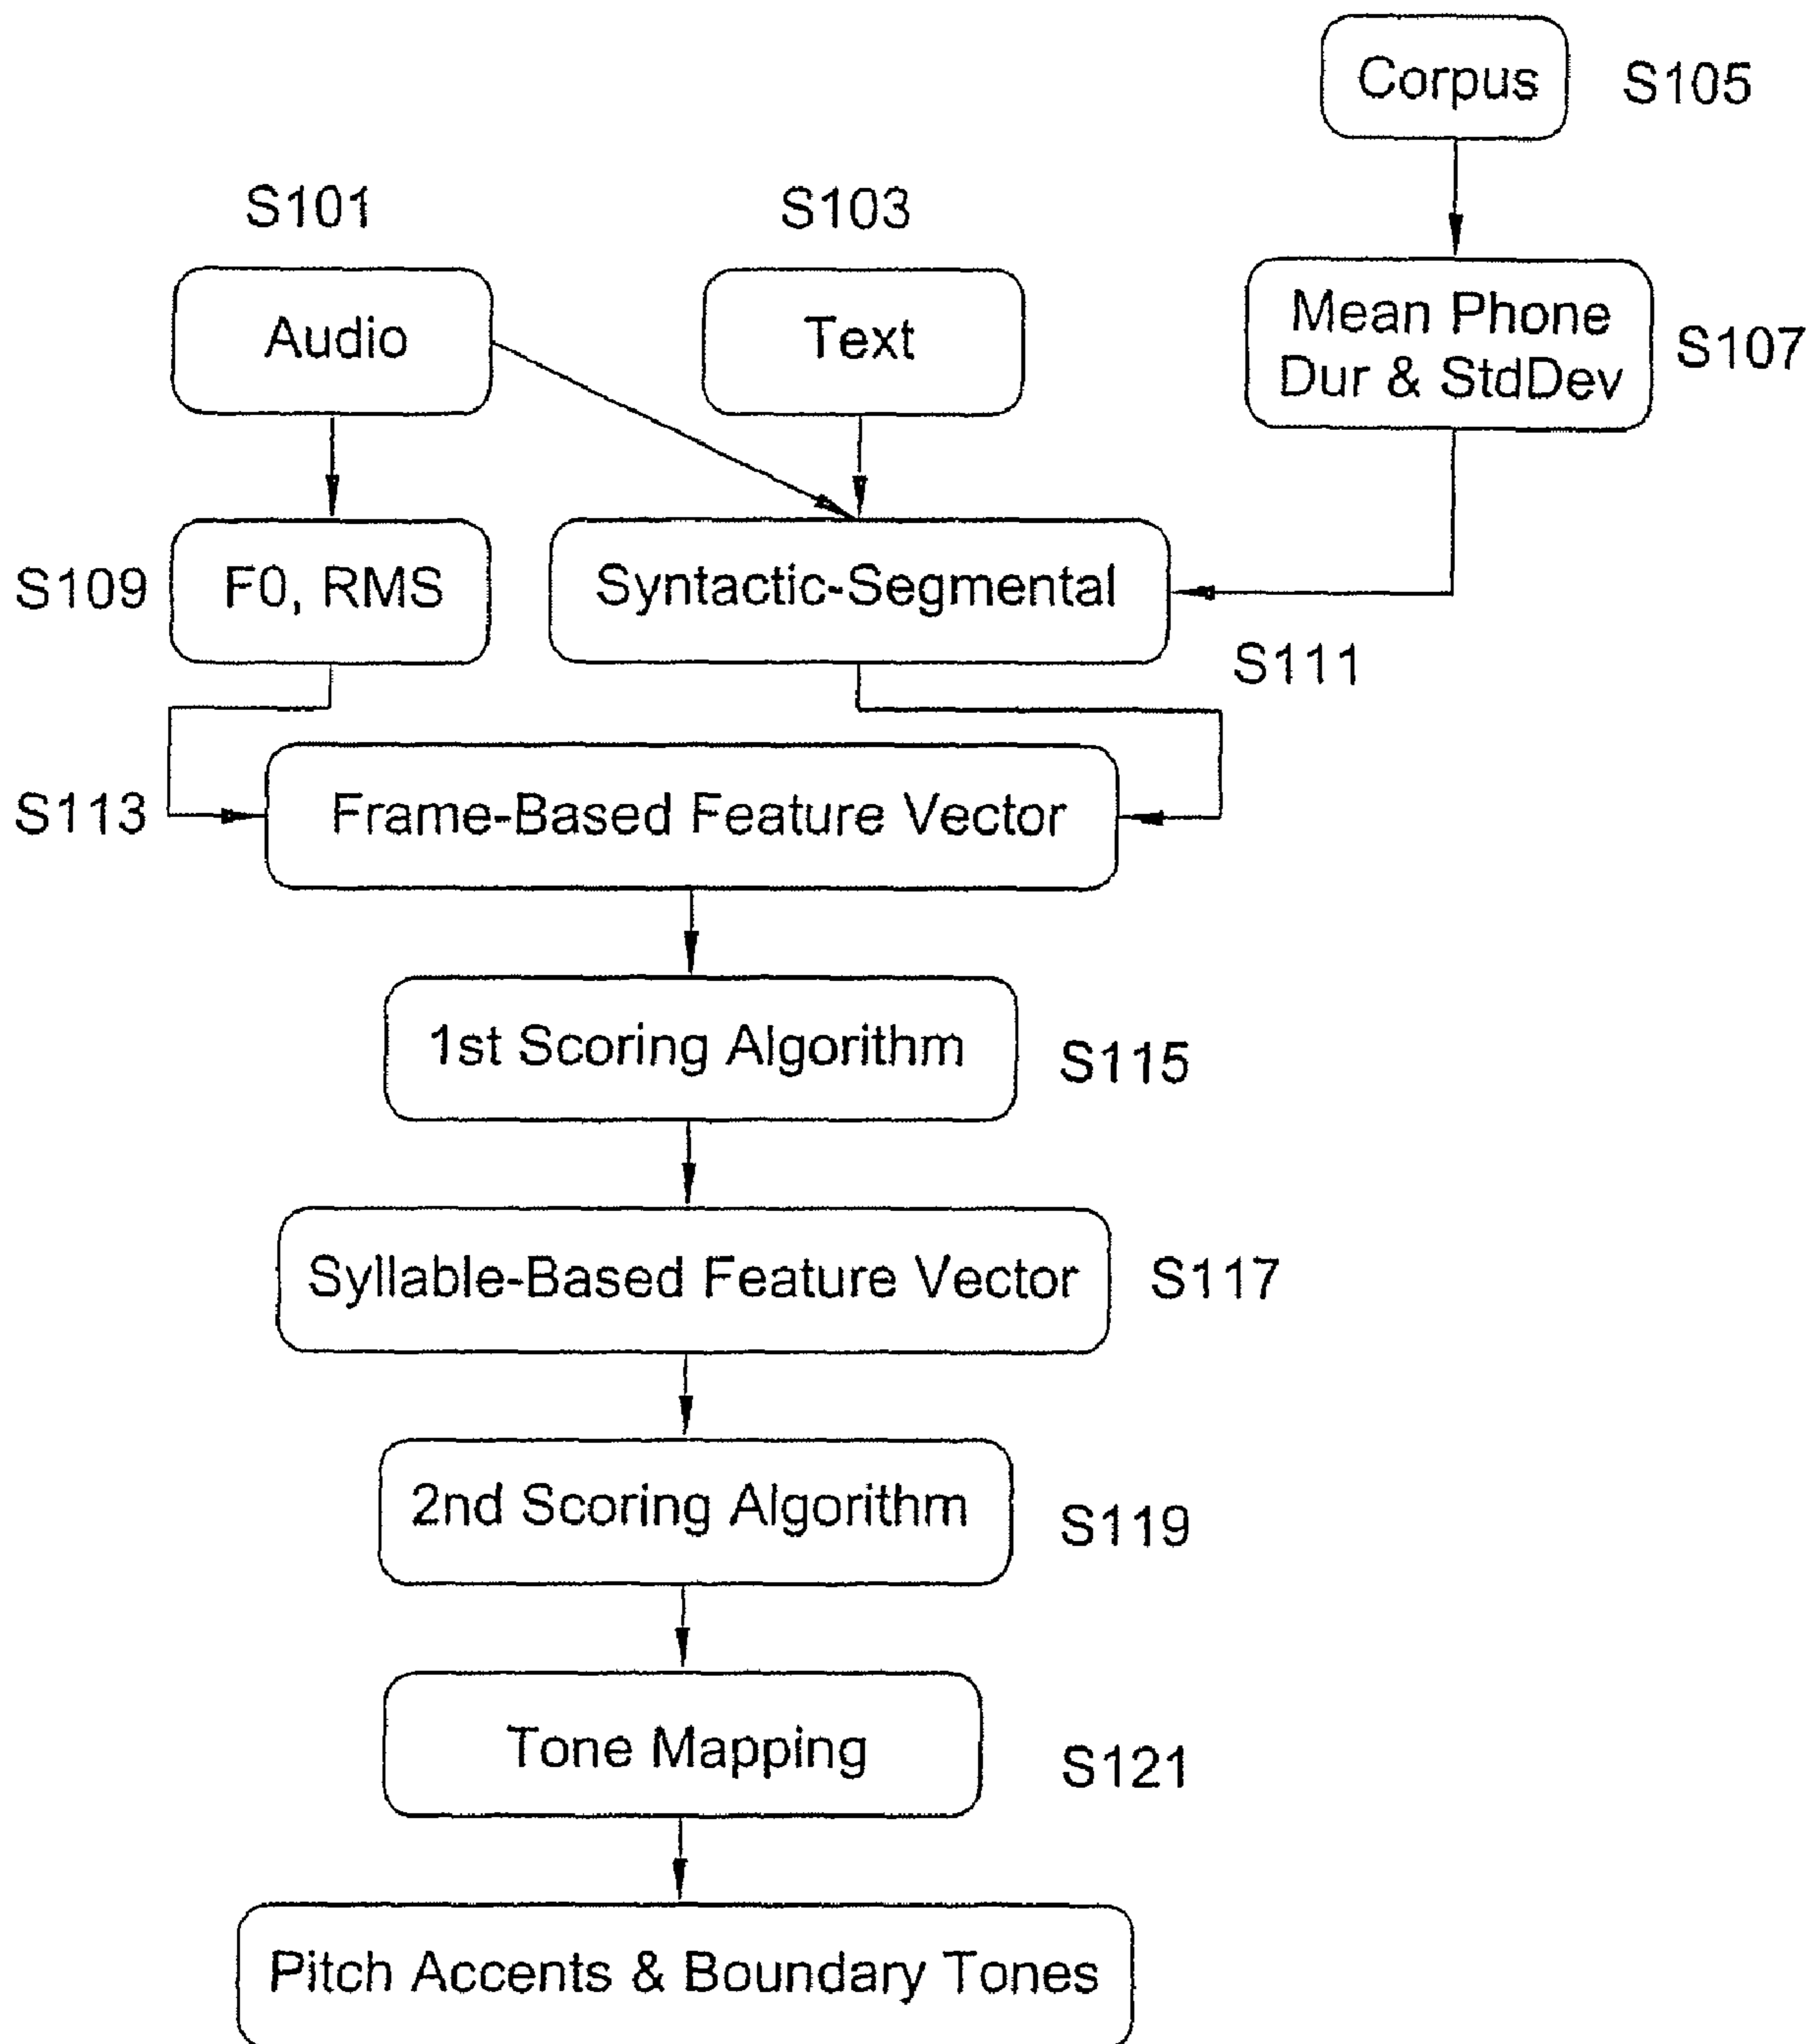 Corpus S105
S101 S103
Audio
Text
Mean Phone
Dur & StdDev
S107
S109
F0, RMS
Syntactic-Segmental
S111
S113
Frame-Based Feature Vector
1st Scoring Algorithm
S115
Syllable-Based Feature Vector
S117
2nd Scoring Algorithm
S119
Tone Mapping
S121
Pitch Accents & Boundary Tones